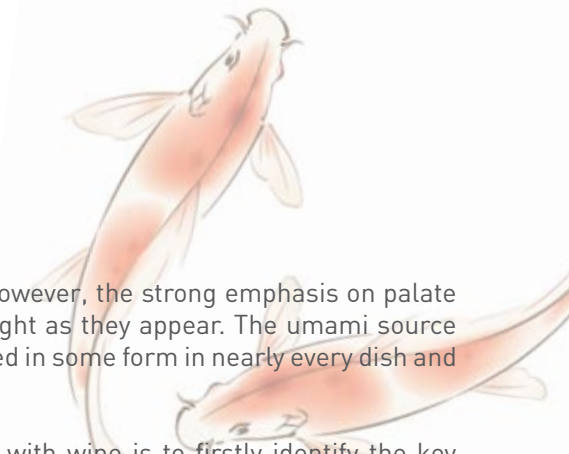 owever, the strong emphasis on palate
ght as they appear. The umami source
ed in some form in nearly every dish and
with wine is to firstly identify the key